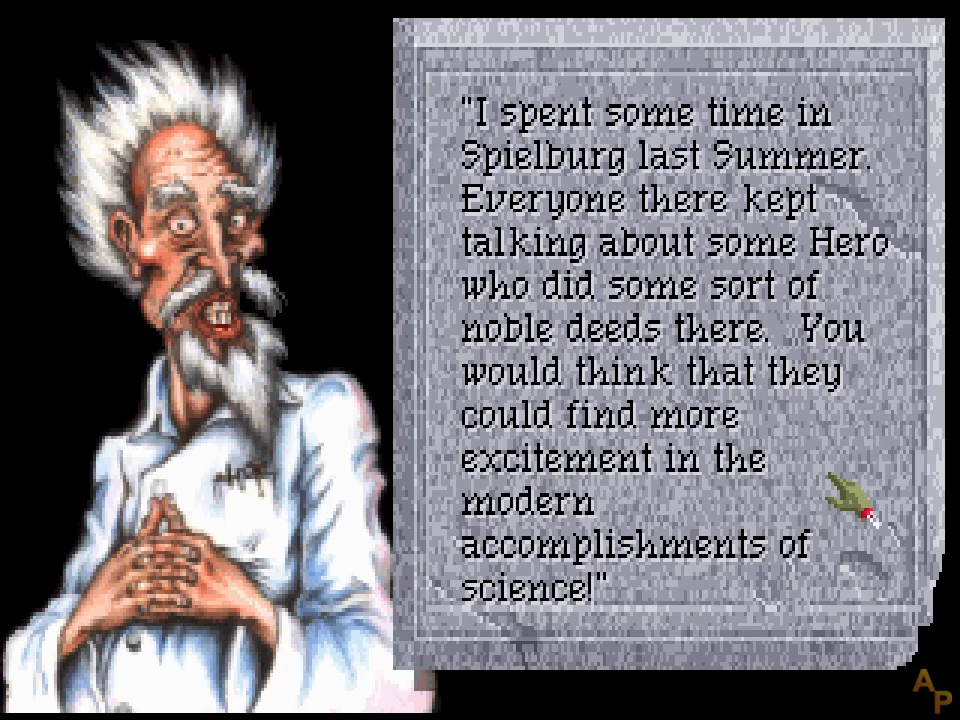 "I spent some time in
Spielburg last Summer.
Everyone there kept
talking about some Hero
who did some sort of
noble deeds there.  You
would think that they
could find more
excitement in the
modern
accomplishments of
science!"
AP